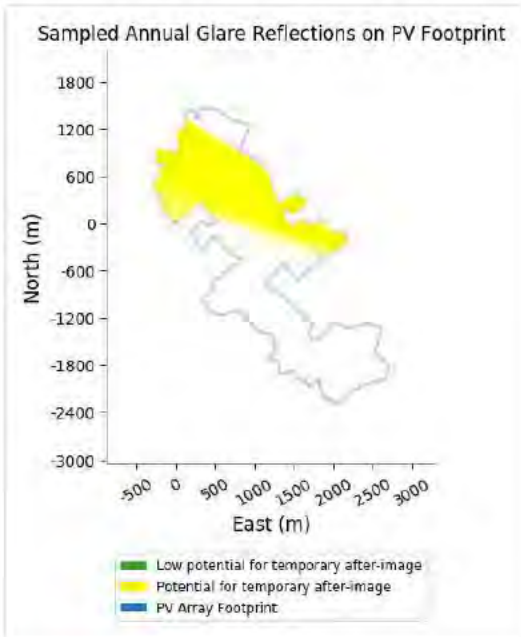 Sampled Annual Glare Reflections on PV Footprint
1800
1200
600
0
-600
-1200
-1800
-2400
-3000
North (m)
-500
0
500
1000
1500
2000
2500
3000
East (m)
Low potential for temporary after-image
Potential for temporary after-image
PV Array Footprint